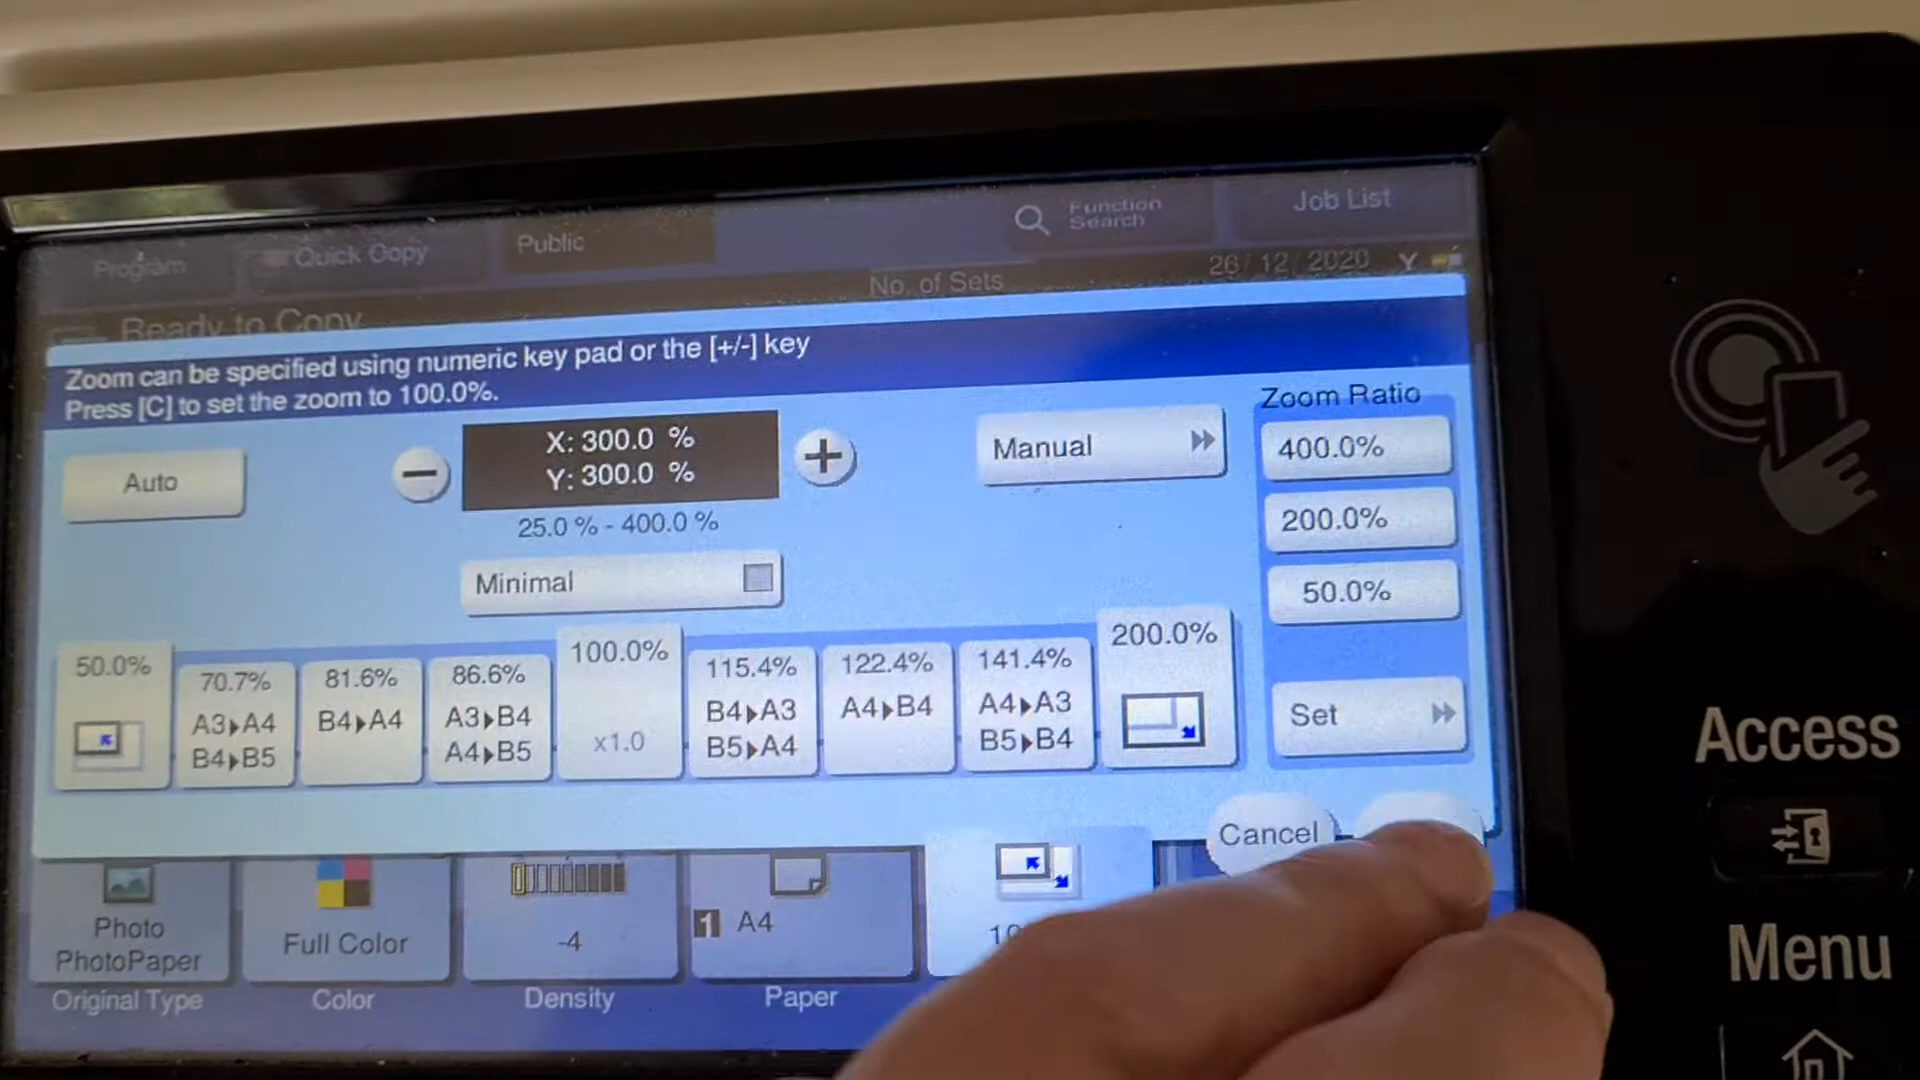 Program
Quick Copy
Public
Function
Search
Job List
Ready to Copy
No. of Sets
26/12/2020
Y
Zoom can be specified using numeric key pad or the [+/-] key
Press [C] to set the zoom to 100.0%.
Auto
X: 300.0 %
Y: 300.0 %
25.0 % - 400.0 %
Minimal
Manual
Zoom Ratio
400.0%
200.0%
50.0%
Set
50.0%
70.7%
A3▸A4
B4▸B5
81.6%
B4▸A4
86.6%
A3▸B4
A4▸B5
100.0%
x1.0
115.4%
B4▸A3
B5▸A4
122.4%
A4▸B4
141.4%
A4▸A3
B5▸B4
200.0%
Cancel
Photo
PhotoPaper
Original Type
Full Color
Color
-4
Density
1 A4
Paper
Access
Menu